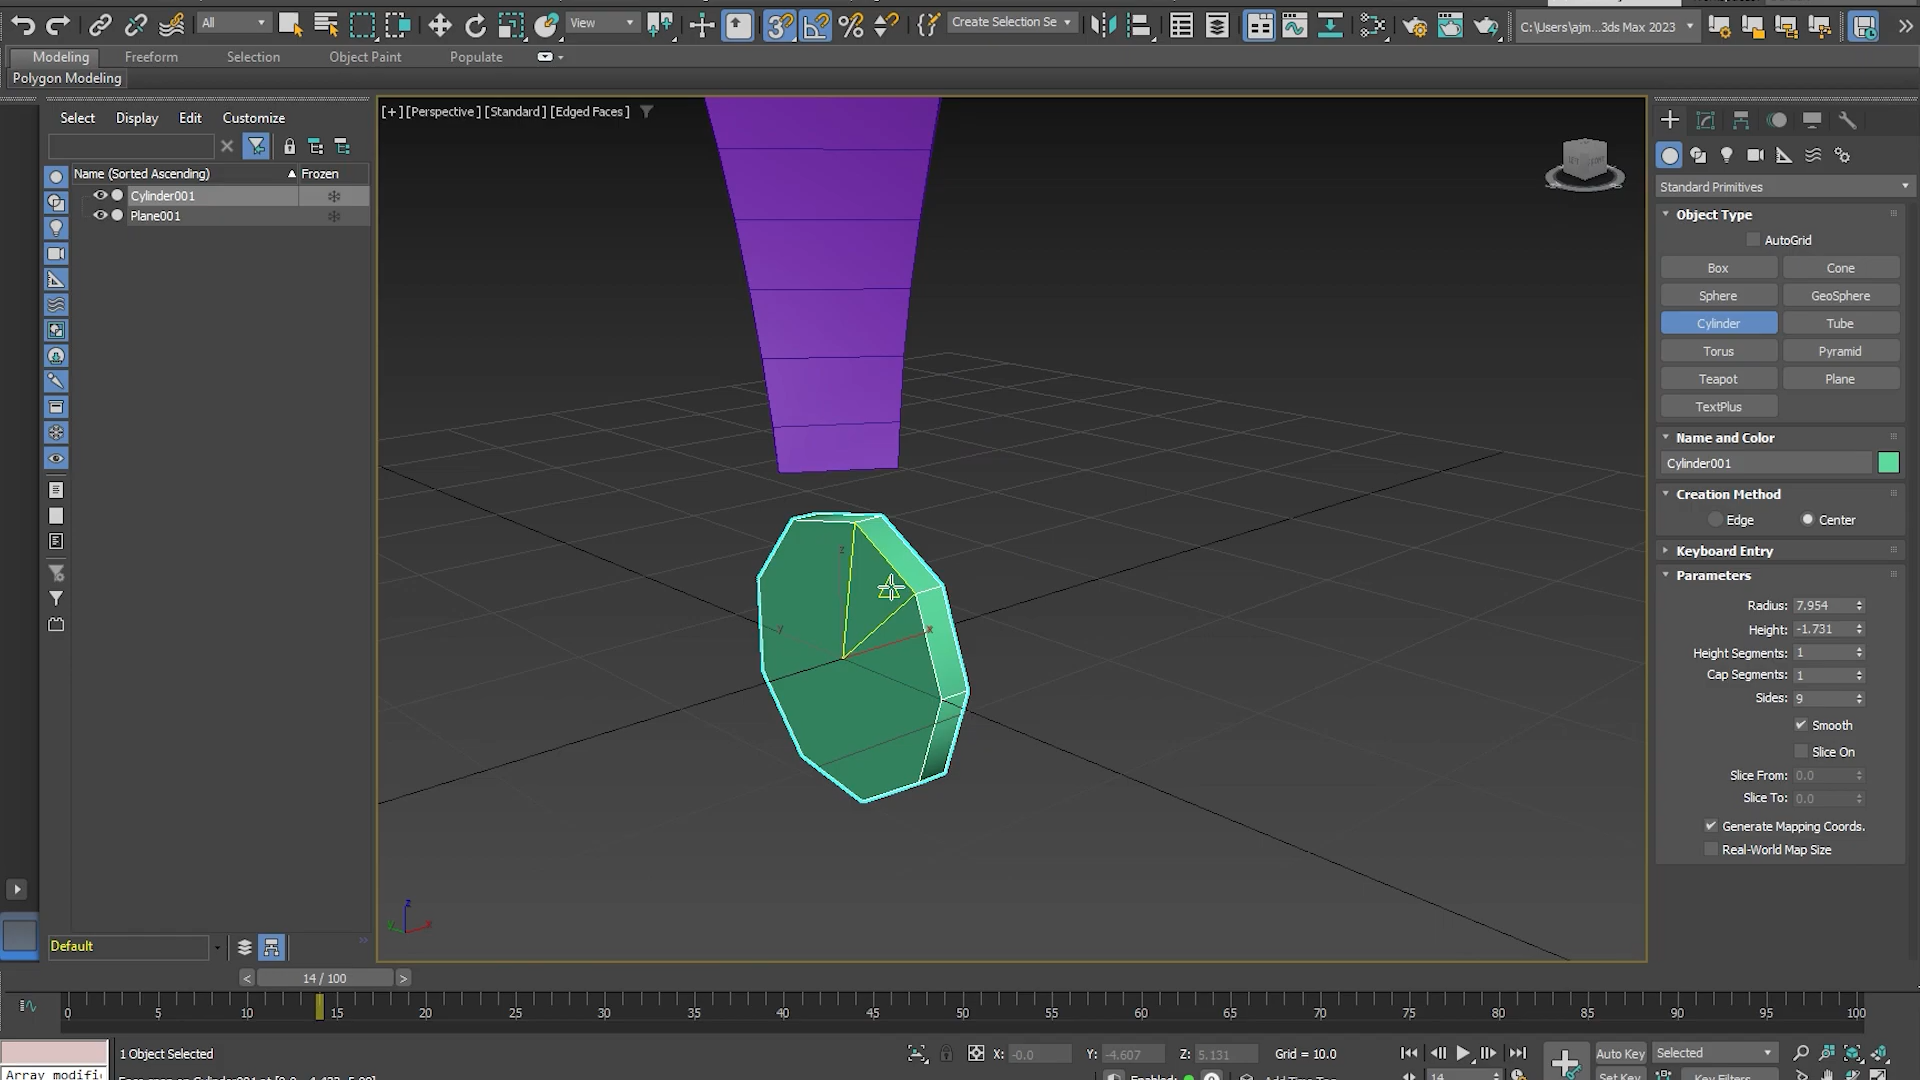 All
View
Create Selection Se
C:\Users\ajm...3ds Max 2023
Modeling Freeform Selection Object Paint Populate
Polygon Modeling
Select Display Edit Customize
Name (Sorted Ascending) Frozen
Cylinder001
Plane001
Default
[+] [Perspective] [Standard] [Edged Faces]
z
y
x
z
y
x
Standard Primitives
Object Type
AutoGrid
Box Cone
Sphere GeoSphere
Cylinder Tube
Torus Pyramid
Teapot Plane
TextPlus
Name and Color
Cylinder001
Creation Method
Edge Center
Keyboard Entry
Parameters
Radius: 7.954
Height: -1.731
Height Segments: 1
Cap Segments: 1
Sides: 9
Smooth
Slice On
Slice From: 0.0
Slice To: 0.0
Generate Mapping Coords.
Real-World Map Size
< 14 / 100 >
0 5 10 15 20 25 30 35 40 45 50 55 60 65 70 75 80 85 90 95 100
1 Object Selected X: -0.0 Y: -4.607 Z: 5.131 Grid = 10.0 Auto Key Selected
Array modifi Enabled: Add Time Tag 14 Set Key Key Filters